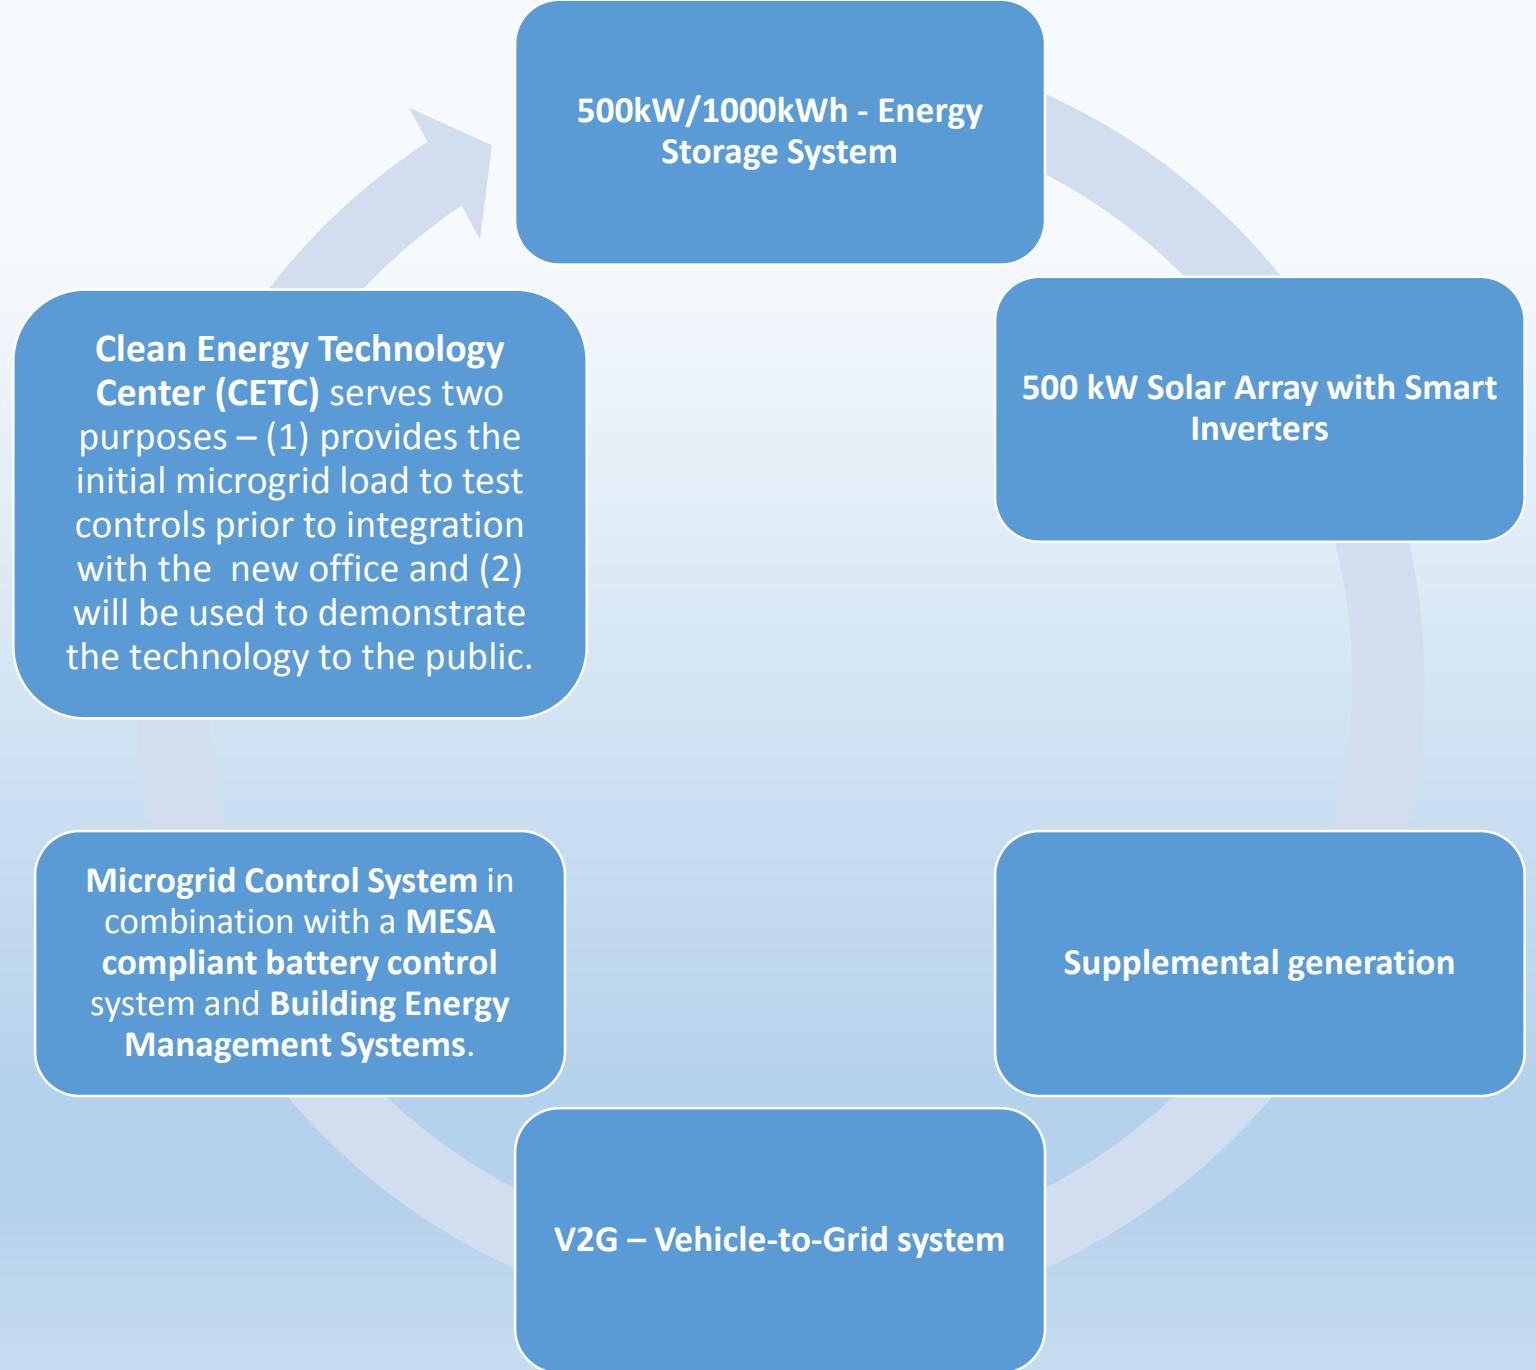 500kW/1000kWh - Energy
Storage System
500 kW Solar Array with Smart
Inverters
Supplemental generation
V2G – Vehicle-to-Grid system
Microgrid Control System in
combination with a MESA
compliant battery control
system and Building Energy
Management Systems.
Clean Energy Technology
Center (CETC) serves two
purposes – (1) provides the
initial microgrid load to test
controls prior to integration
with the  new office and (2)
will be used to demonstrate
the technology to the public.